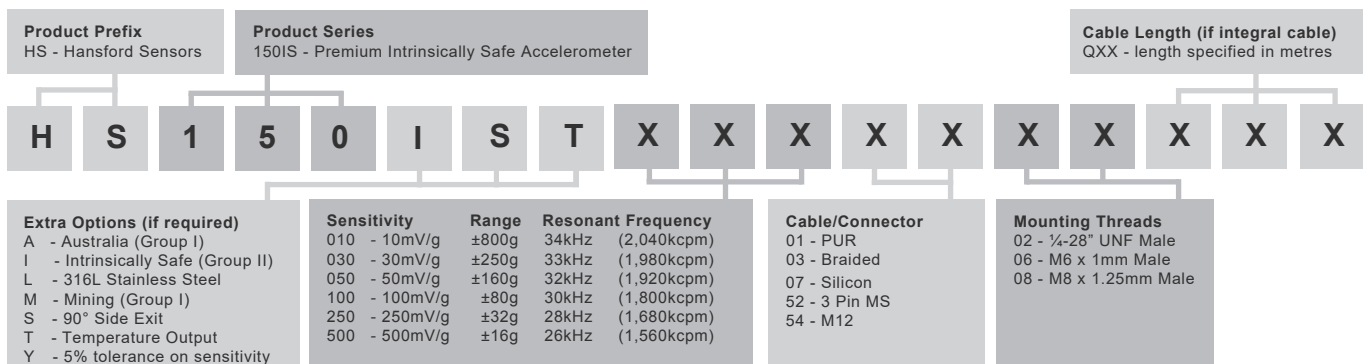 Product Prefix
HS - Hansford Sensors
Product Series
150IS - Premium Intrinsically Safe Accelerometer
Cable Length (if integral cable)
QXX - length specified in metres
H S 1 5 0 I S T X X X X X X X X X X
Extra Options (if required)
A - Australia (Group I)
I - Intrinsically Safe (Group II)
L - 316L Stainless Steel
M - Mining (Group I)
S - 90° Side Exit
T - Temperature Output
Y - 5% tolerance on sensitivity
Sensitivity Range Resonant Frequency
010 - 10mV/g ±800g 34kHz (2,040kcpm)
030 - 30mV/g ±250g 33kHz (1,980kcpm)
050 - 50mV/g ±160g 32kHz (1,920kcpm)
100 - 100mV/g ±80g 30kHz (1,800kcpm)
250 - 250mV/g ±32g 28kHz (1,680kcpm)
500 - 500mV/g ±16g 26kHz (1,560kcpm)
Cable/Connector
01 - PUR
03 - Braided
07 - Silicon
52 - 3 Pin MS
54 - M12
Mounting Threads
02 - ¼-28" UNF Male
06 - M6 x 1mm Male
08 - M8 x 1.25mm Male